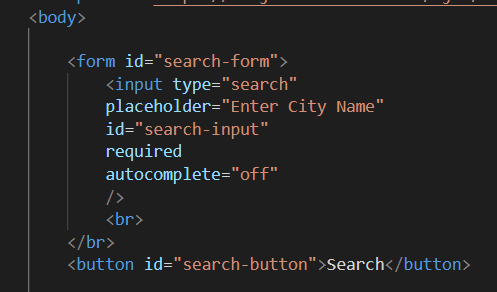 <body>
<form id="search-form">
<input type="search"
placeholder="Enter City Name"
id="search-input"
required
autocomplete="off"
/>
<br>
</br>
<button id="search-button">Search</button>